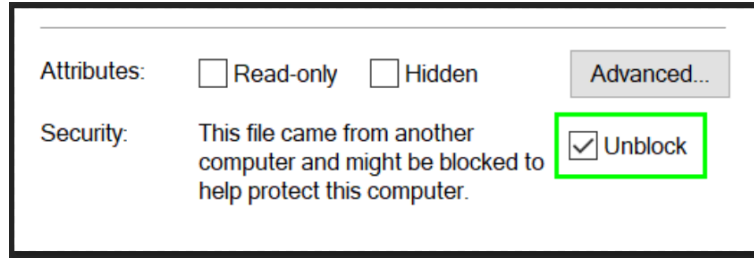 Attributes: Read-only Hidden Advanced...
Security: This file came from another
computer and might be blocked to
help protect this computer.
Unblock